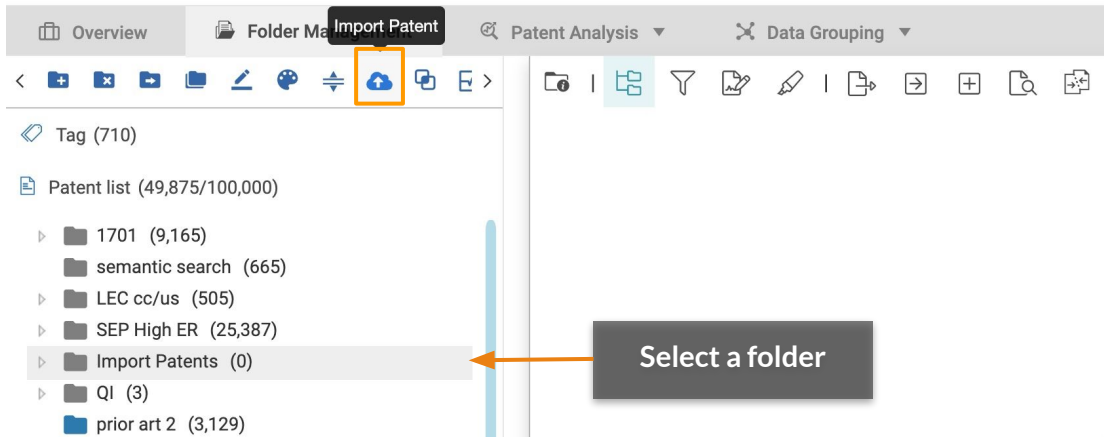 Overview
Folder Management
Import Patent
Patent Analysis
Data Grouping
Tag (710)
Patent list (49,875/100,000)
1701 (9,165)
semantic search (665)
LEC cc/us (505)
SEP High ER (25,387)
Import Patents (0)
Select a folder
QI (3)
prior art 2 (3,129)